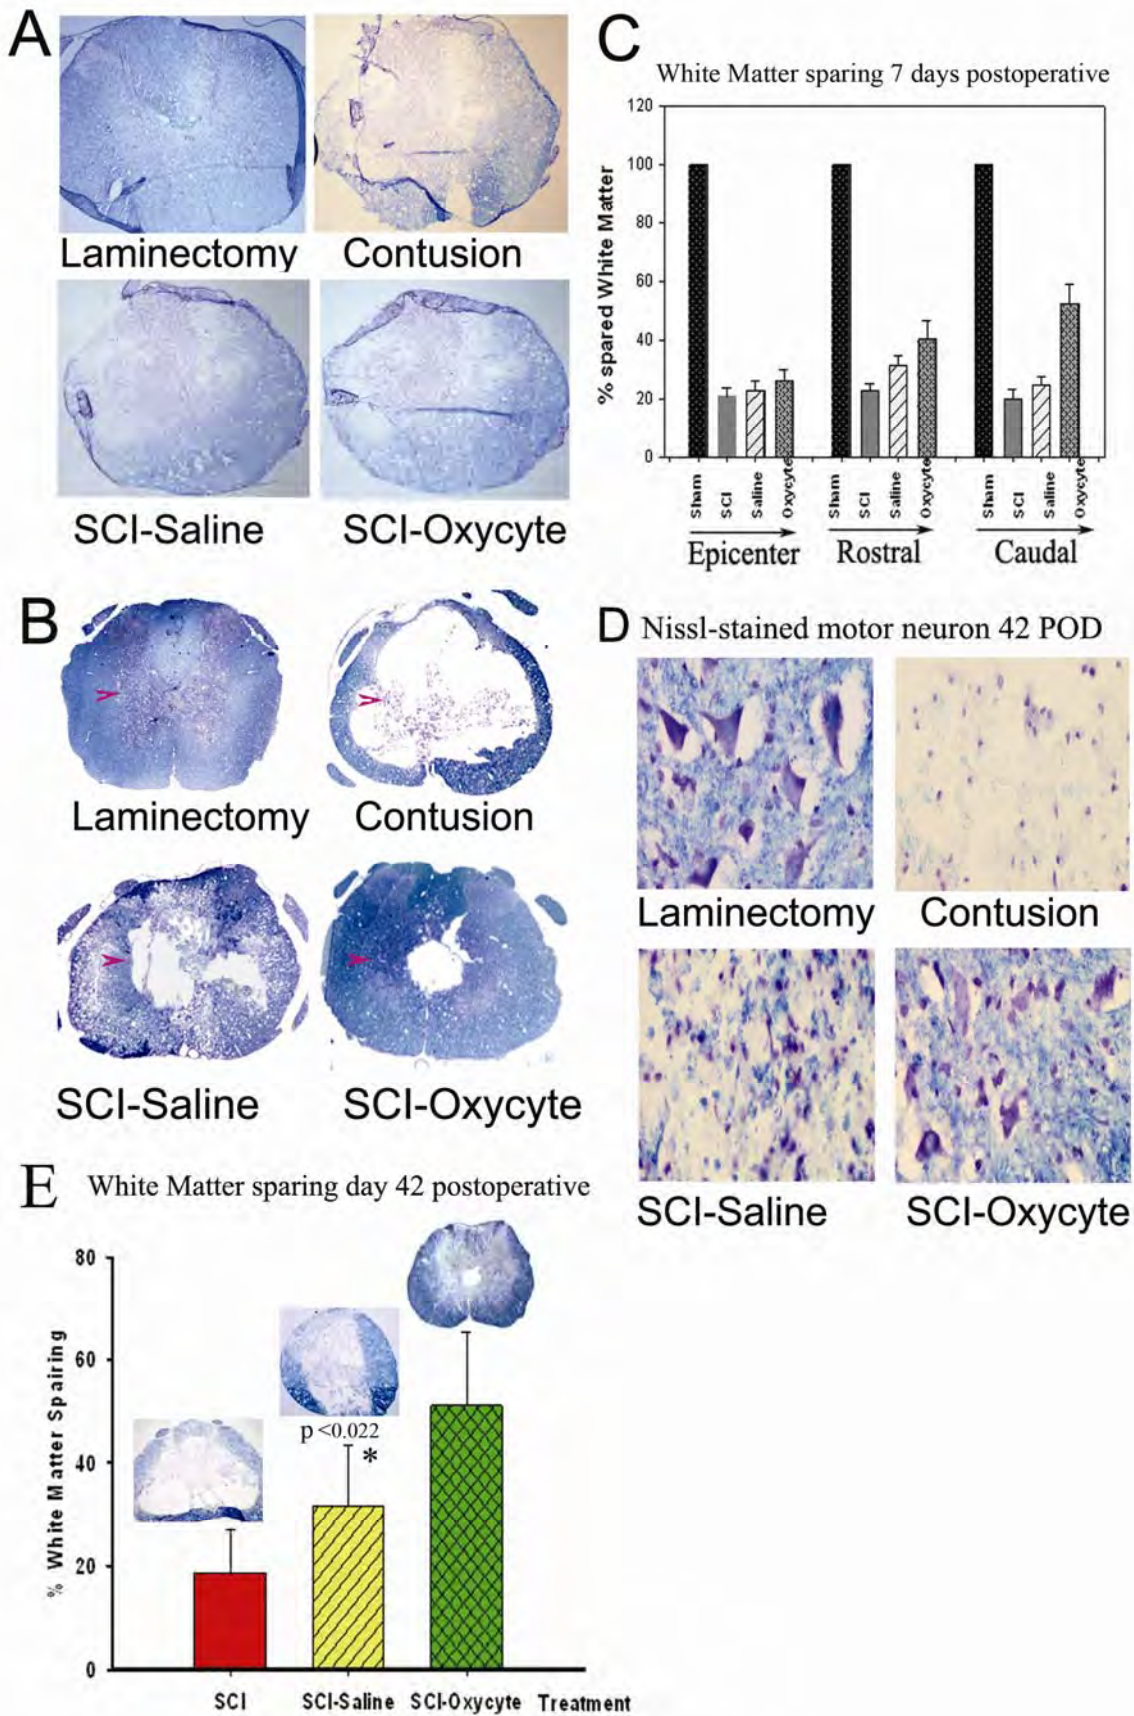 A
Laminectomy
Contusion
SCI-Saline
SCI-Oxycyte
B
Laminectomy
Contusion
SCI-Saline
SCI-Oxycyte
C
White Matter sparing 7 days postoperative
% spared White Matter
120
100
80
60
40
20
0
Sham
SCI
Saline
Oxycyte
Sham
SCI
Saline
Oxycyte
Sham
SCI
Saline
Oxycyte
Epicenter
Rostral
Caudal
D Nissl-stained motor neuron 42 POD
Laminectomy
Contusion
SCI-Saline
SCI-Oxycyte
E White Matter sparing day 42 postoperative
% White Matter Spairing
80
60
40
20
0
p <0.022
*
SCI
SCI-Saline
SCI-Oxycyte
Treatment